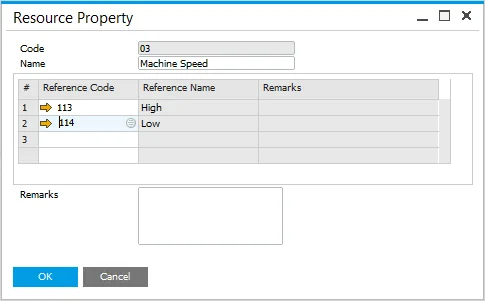 Resource Property
Code 03
Name Machine Speed
# Reference Code Reference Name Remarks
1 113 High
2 114 Low
3
Remarks
OK Cancel